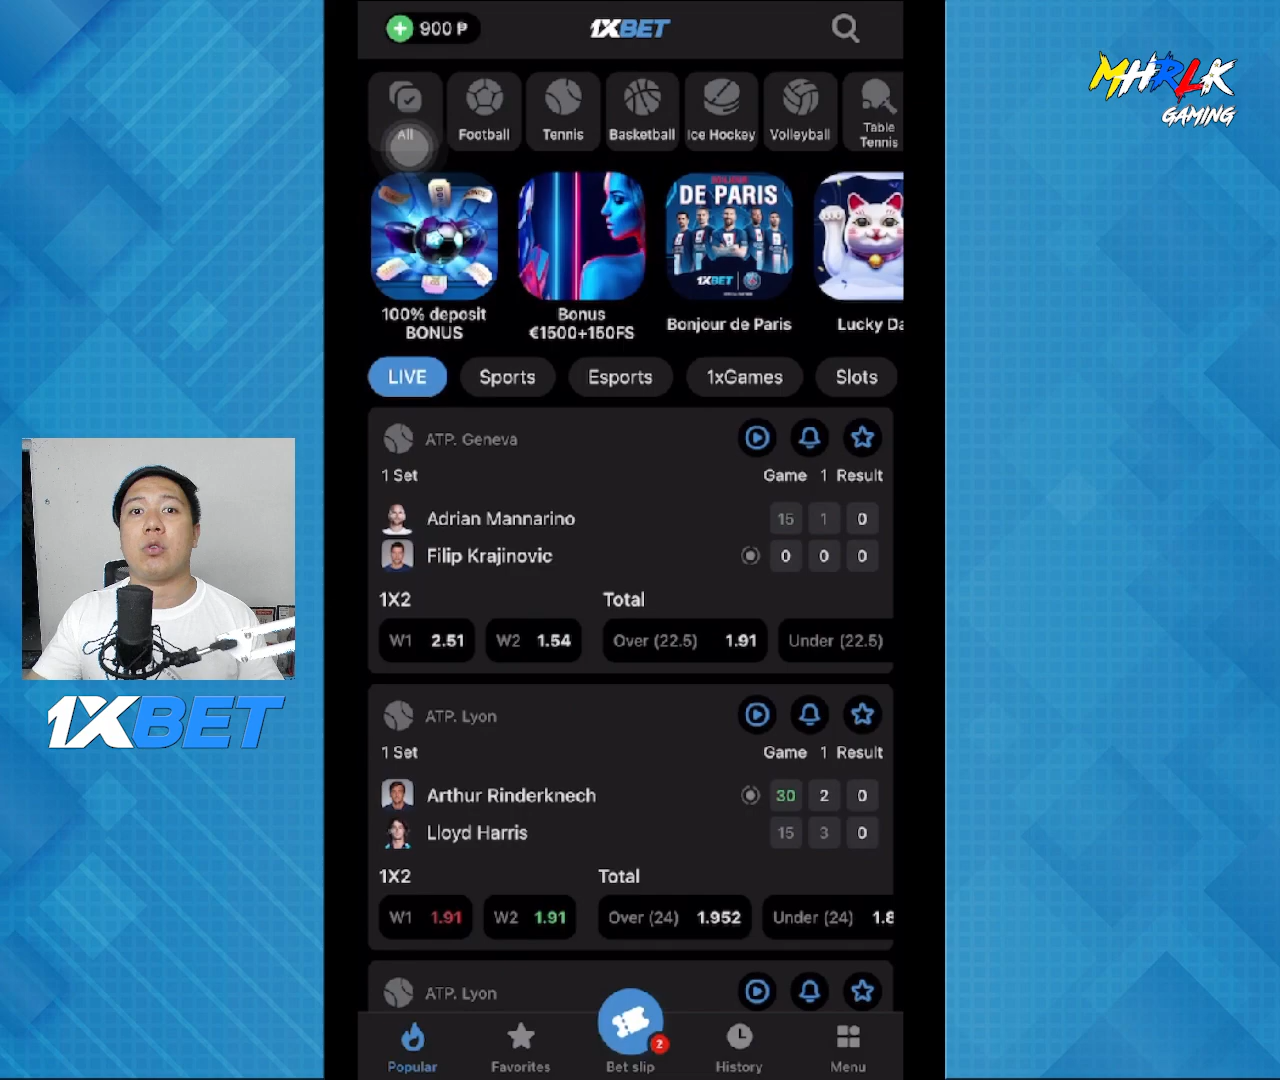 900 ₱
1XBET
MHRLK
GAMING
All
Football
Tennis
Basketball
Ice Hockey
Volleyball
Table
Tennis
BONJOUR
DE PARIS
1XBET
100% deposit
BONUS
Bonus
€1500+150FS
Bonjour de Paris
Lucky Da
LIVE
Sports
Esports
1xGames
Slots
ATP. Geneva
1 Set
Game 1 Result
Adrian Mannarino 15 1 0
Filip Krajinovic 0 0 0
1X2
Total
W1 2.51 W2 1.54 Over (22.5) 1.91 Under (22.5)
1XBET
ATP. Lyon
1 Set
Game 1 Result
Arthur Rinderknech 30 2 0
Lloyd Harris 15 3 0
1X2
Total
W1 1.91 W2 1.91 Over (24) 1.952 Under (24) 1.8
ATP. Lyon
2
Popular
Favorites
Bet slip
History
Menu